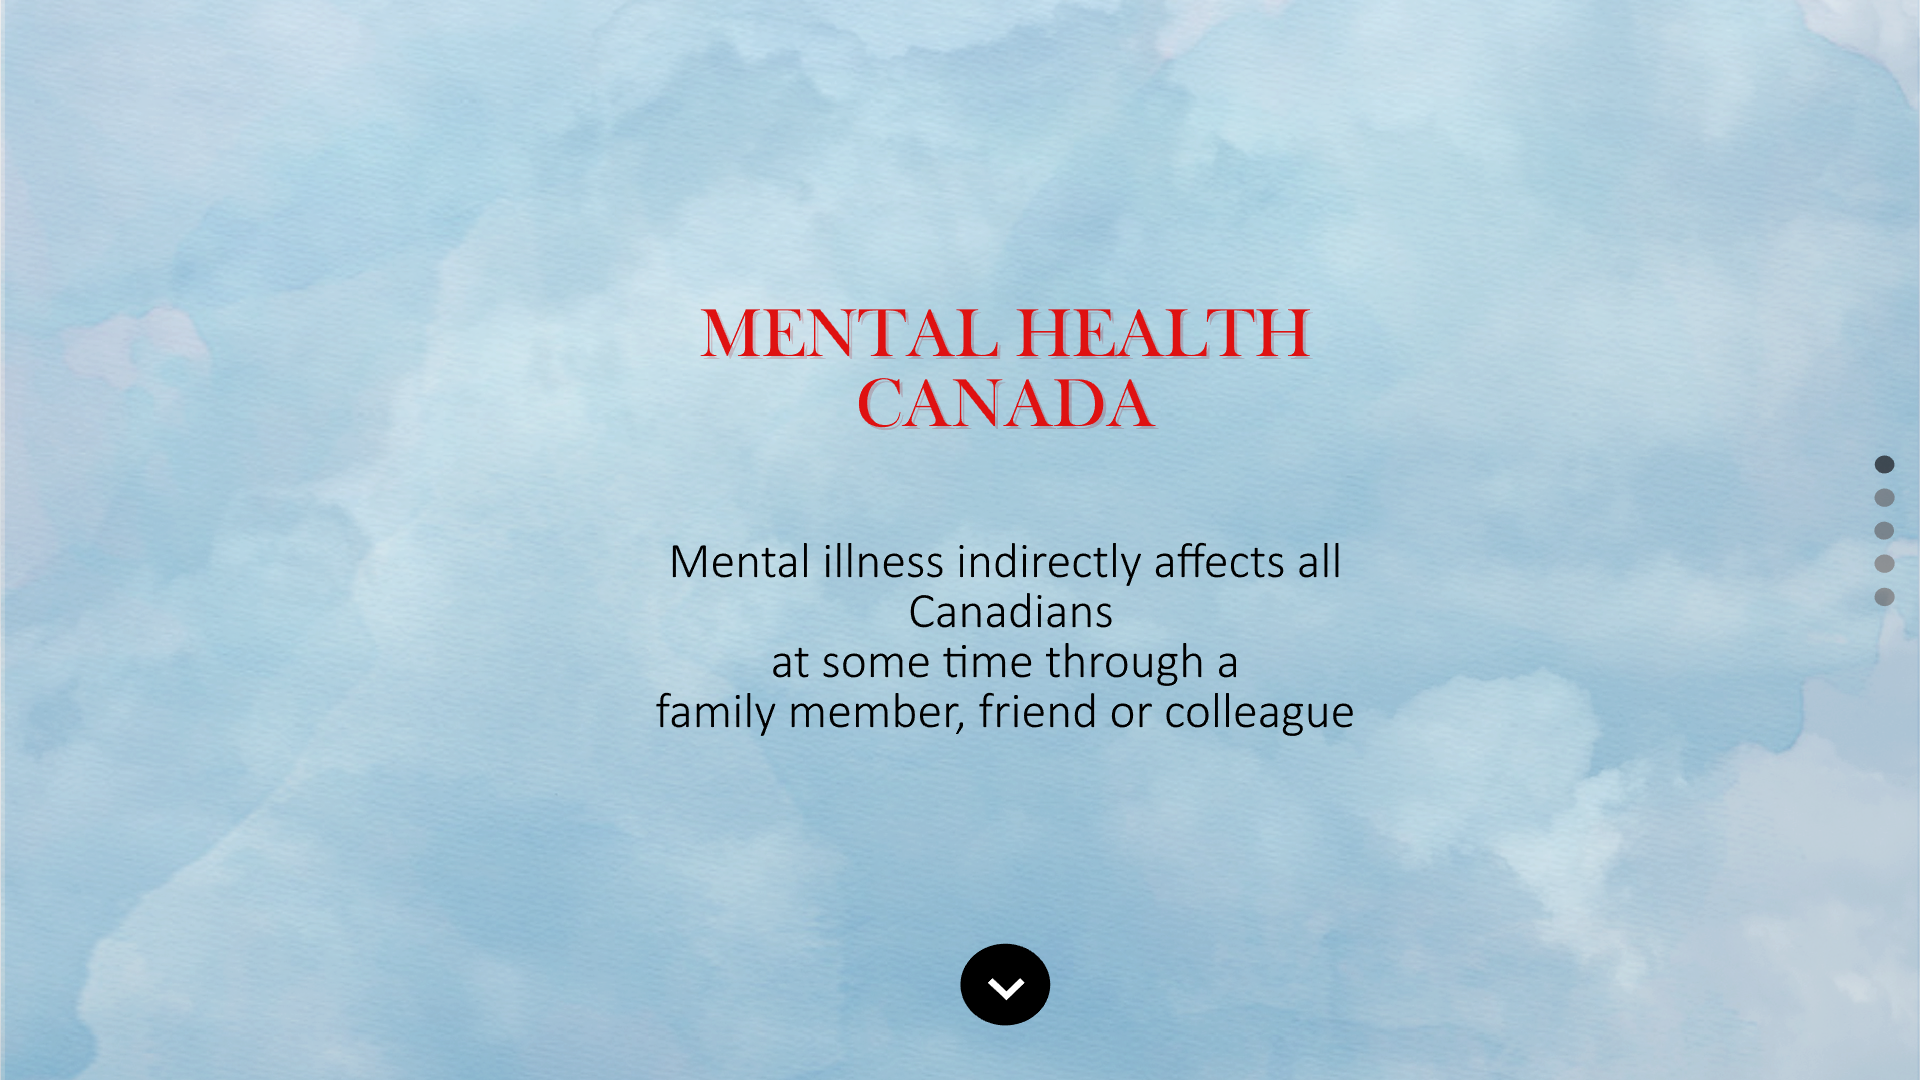 MENTAL HEALTH
CANADA
Mental illness indirectly affects all
Canadians
at some time through a
family member, friend or colleague